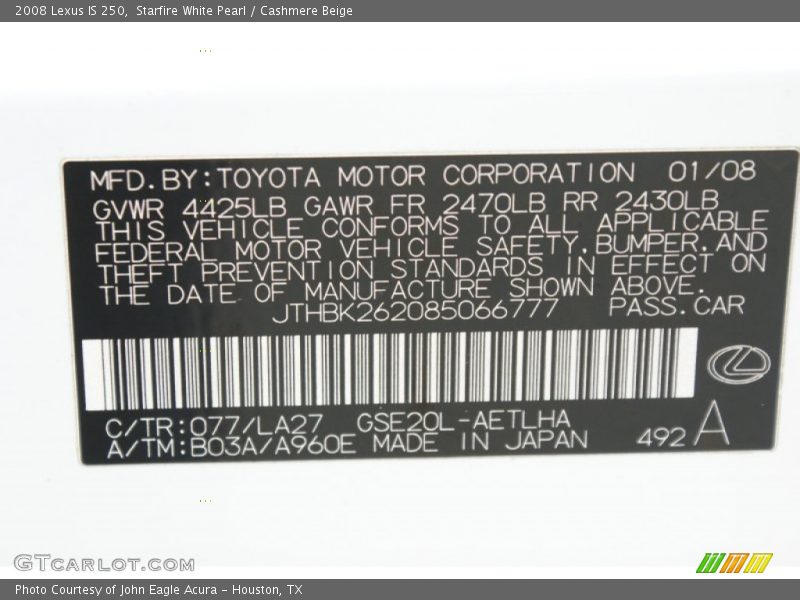 2008 Lexus IS 250,  Starfire White Pearl / Cashmere Beige
MFD.BY:TOYOTA MOTOR CORPORATION 01/08
GVWR 4425LB GAWR FR 2470LB RR 2430LB
THIS VEHICLE CONFORMS TO ALL APPLICABLE
FEDERAL MOTOR VEHICLE SAFETY,BUMPER,AND
THEFT PREVENTION STANDARDS IN EFFECT ON
THE DATE OF MANUFACTURE SHOWN ABOVE.
JTHBK262085066777 PASS.CAR
C/TR:077/LA27 GSE20L-AETLHA
A/TM:B03A/A960E MADE IN JAPAN 492 A
GTCARLOT.COM
Photo Courtesy of John Eagle Acura - Houston, TX